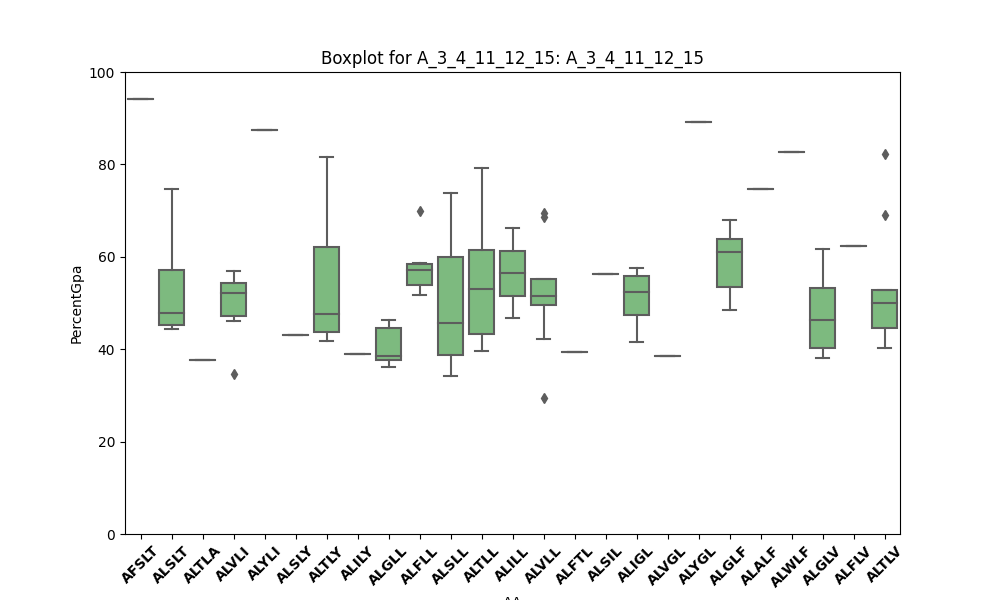 Boxplot for A_3_4_11_12_15: A_3_4_11_12_15
PercentGpa
100
80
60
40
20
0
AFSLT
ALSLT
ALTLA
ALVLI
ALYLI
ALSLY
ALTLY
ALILY
ALGLL
ALFLL
ALSLL
ALTLL
ALILL
ALVLL
ALFTL
ALSIL
ALIGL
ALVGL
ALYGL
ALGLF
ALALF
ALWLF
ALGLV
ALFLV
ALTLV